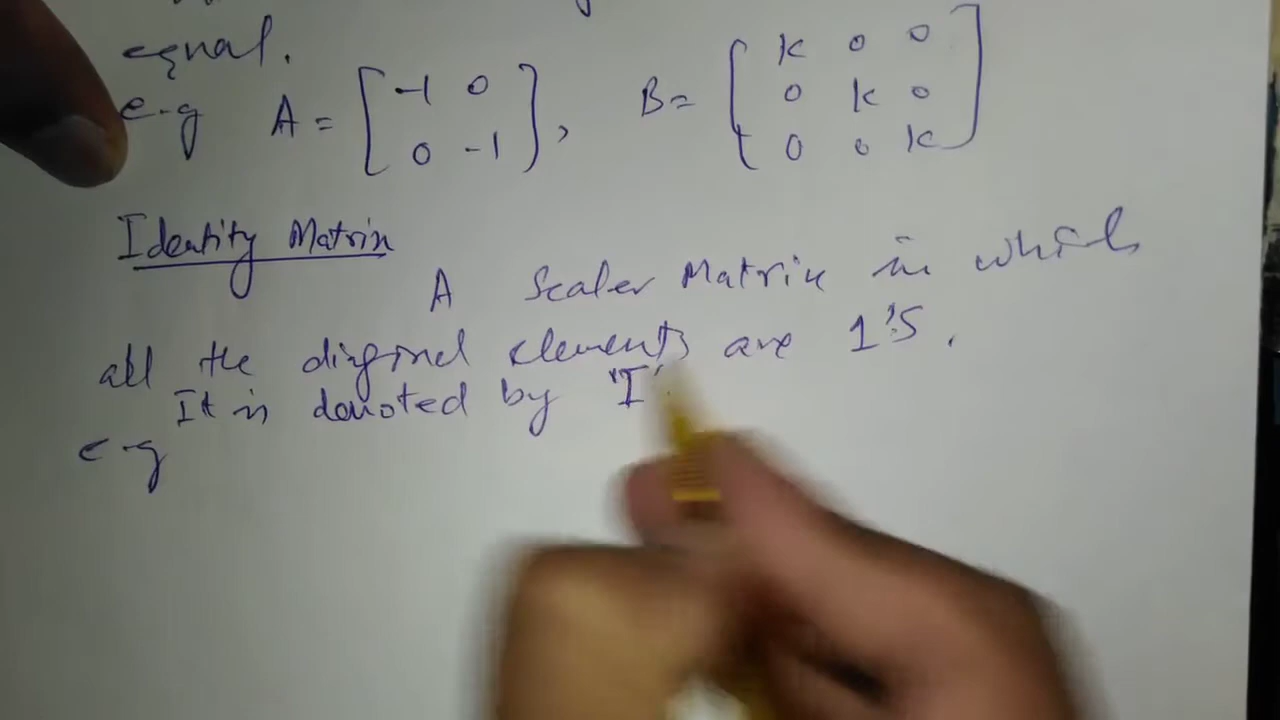 equal.
e-g A = [-1 0 0 -1], B = [k 0 0 0 k 0 0 0 k]
Identity Matrix
A Scaler Matrix in which
all the diagonal elements are 1's.
It is denoted by "I"
e-g